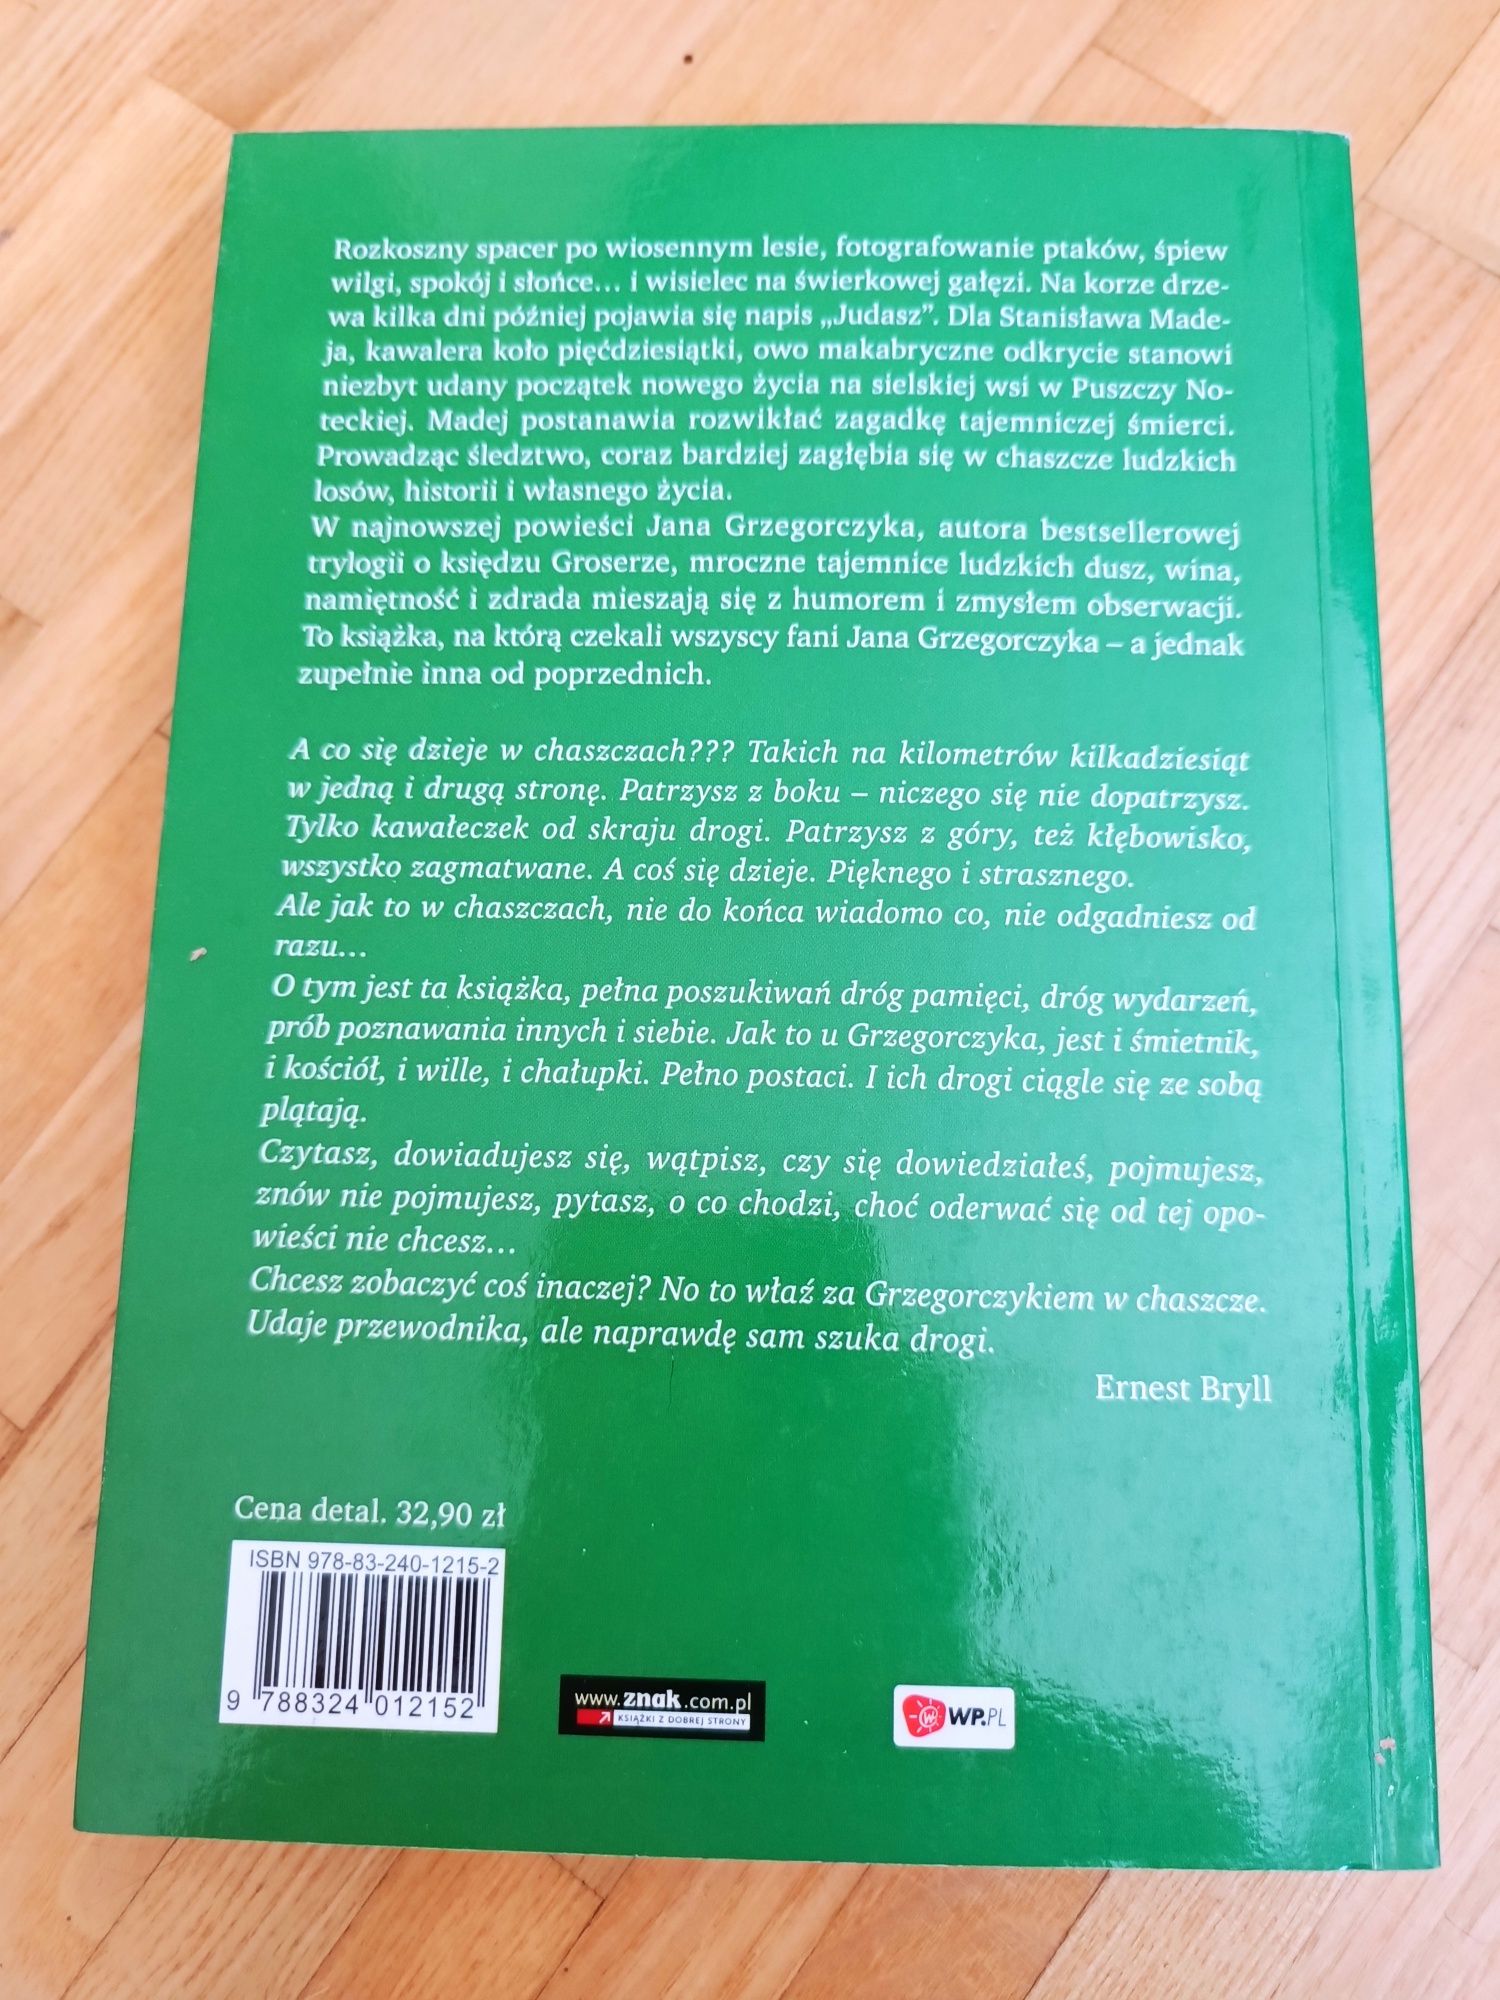 Rozkoszny spacer po wiosennym lesie, fotografowanie ptaków, śpiew
wilgi, spokój i słońce... i wisielec na świerkowej gałęzi. Na korze drze-
wa kilka dni później pojawia się napis „Judasz”. Dla Stanisława Made-
ja, kawalera koło pięćdziesiątki, owo makabryczne odkrycie stanowi
niezbyt udany początek nowego życia na sielskiej wsi w Puszczy No-
teckiej. Madej postanawia rozwikłać zagadkę tajemniczej śmierci.
Prowadząc śledztwo, coraz bardziej zagłębia się w chaszcze ludzkich
losów, historii i własnego życia.
W najnowszej powieści Jana Grzegorczyka, autora bestsellerowej
trylogii o księdzu Groserze, mroczne tajemnice ludzkich dusz, wina,
namiętność i zdrada mieszają się z humorem i zmysłem obserwacji.
To książka, na którą czekali wszyscy fani Jana Grzegorczyka – a jednak
zupełnie inna od poprzednich.
A co się dzieje w chaszczach??? Takich na kilometrów kilkadziesiąt
w jedną i drugą stronę. Patrzysz z boku – niczego się nie dopatrzysz.
Tylko kawałeczek od skraju drogi. Patrzysz z góry, też kłębowisko,
wszystko zagmatwane. A coś się dzieje. Pięknego i strasznego.
Ale jak to w chaszczach, nie do końca wiadomo co, nie odgadniesz od
razu...
O tym jest ta książka, pełna poszukiwań dróg pamięci, dróg wydarzeń,
prób poznawania innych i siebie. Jak to u Grzegorczyka, jest i śmietnik,
i kościół, i wille, i chałupki. Pełno postaci. I ich drogi ciągle się ze sobą
plątają.
Czytasz, dowiadujesz się, wątpisz, czy się dowiedziałeś, pojmujesz,
znów nie pojmujesz, pytasz, o co chodzi, choć oderwać się od tej opo-
wieści nie chcesz...
Chcesz zobaczyć coś inaczej? No to właź za Grzegorczykiem w chaszcze.
Udaje przewodnika, ale naprawdę sam szuka drogi.
Ernest Bryll
Cena detal. 32,90 zł
ISBN 978-83-240-1215-2
9 788324 012152
www.znak.com.pl
KSIĄŻKI Z DOBREJ STRONY
W WP.PL